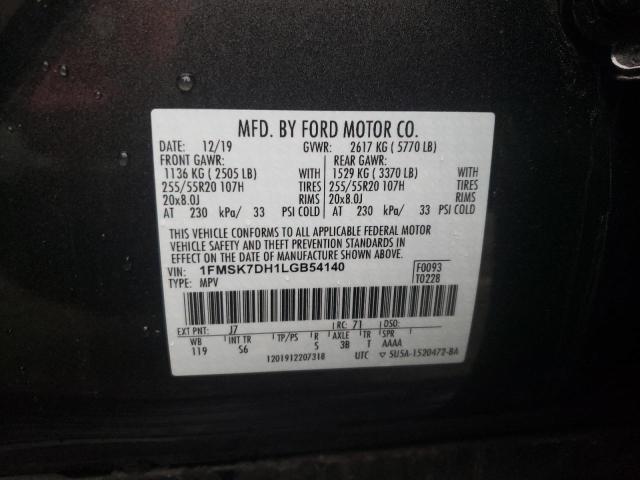 MFD. BY FORD MOTOR CO.
DATE: 12/19 GVWR: 2617 KG ( 5770 LB)
FRONT GAWR: REAR GAWR:
1136 KG ( 2505 LB) WITH 1529 KG ( 3370 LB) WITH
255/55R20 107H TIRES 255/55R20 107H TIRES
20x8.0J RIMS 20x8.0J RIMS
AT 230 kPa/ 33 PSI COLD AT 230 kPa/ 33 PSI COLD
THIS VEHICLE CONFORMS TO ALL APPLICABLE FEDERAL MOTOR
VEHICLE SAFETY AND THEFT PREVENTION STANDARDS IN
EFFECT ON THE DATE OF MANUFACTURE SHOWN ABOVE.
VIN: 1FMSK7DH1LGB54140 F0093
TYPE: MPV T0228
EXT PNT: J7 RC: 71 DSO:
WB INT TR TP/PS R AXLE TR SPR
119 S6 S 3B T AAAA
1201912207318 UTC ▽ 5U5A-1520472-BA